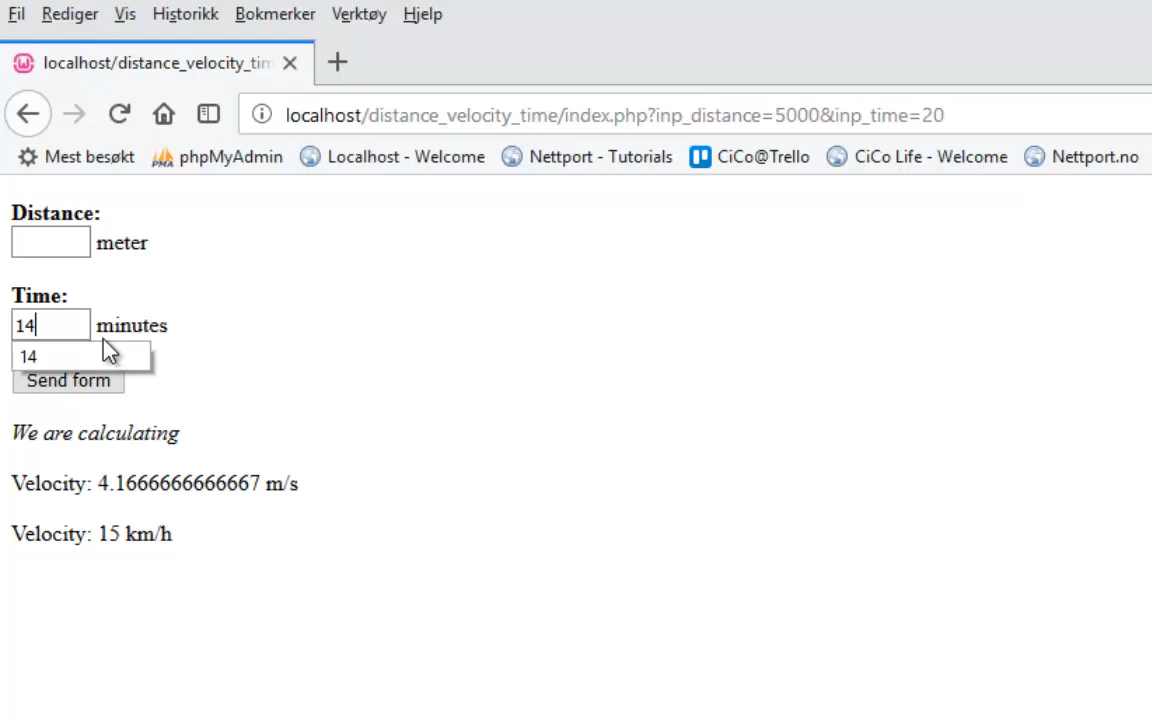 Fil Rediger Vis Historikk Bokmerker Verktøy Hjelp
localhost/distance_velocity_tim
localhost/distance_velocity_time/index.php?inp_distance=5000&inp_time=20
Mest besøkt phpMyAdmin Localhost - Welcome Nettport - Tutorials CiCo@Trello CiCo Life - Welcome Nettport.no
Distance:
meter
Time:
14 minutes
14
Send form
We are calculating
Velocity: 4.1666666666667 m/s
Velocity: 15 km/h